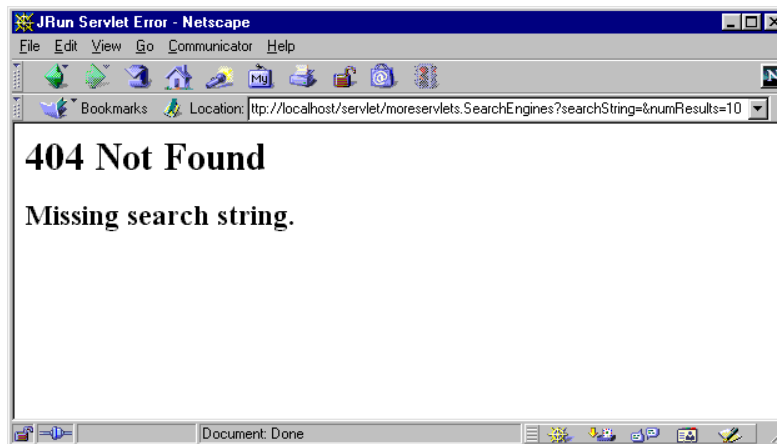 JRun Servlet Error - Netscape
File Edit View Go Communicator Help
My
Bookmarks Location: ttp://localhost/servlet/moreservlets.SearchEngines?searchString=&numResults=10
N
404 Not Found
Missing search string.
Document: Done